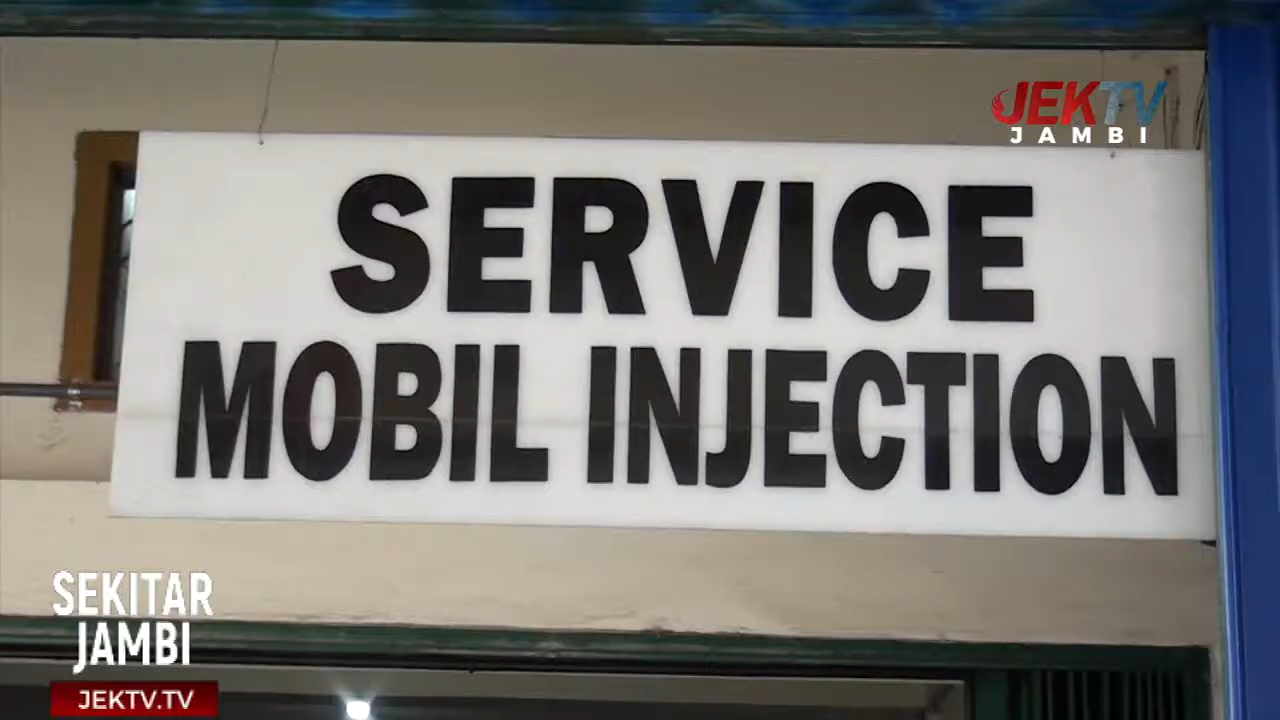 JEKTV
JAMBI
SERVICE
MOBIL INJECTION
SEKITAR
JAMBI
JEKTV.TV